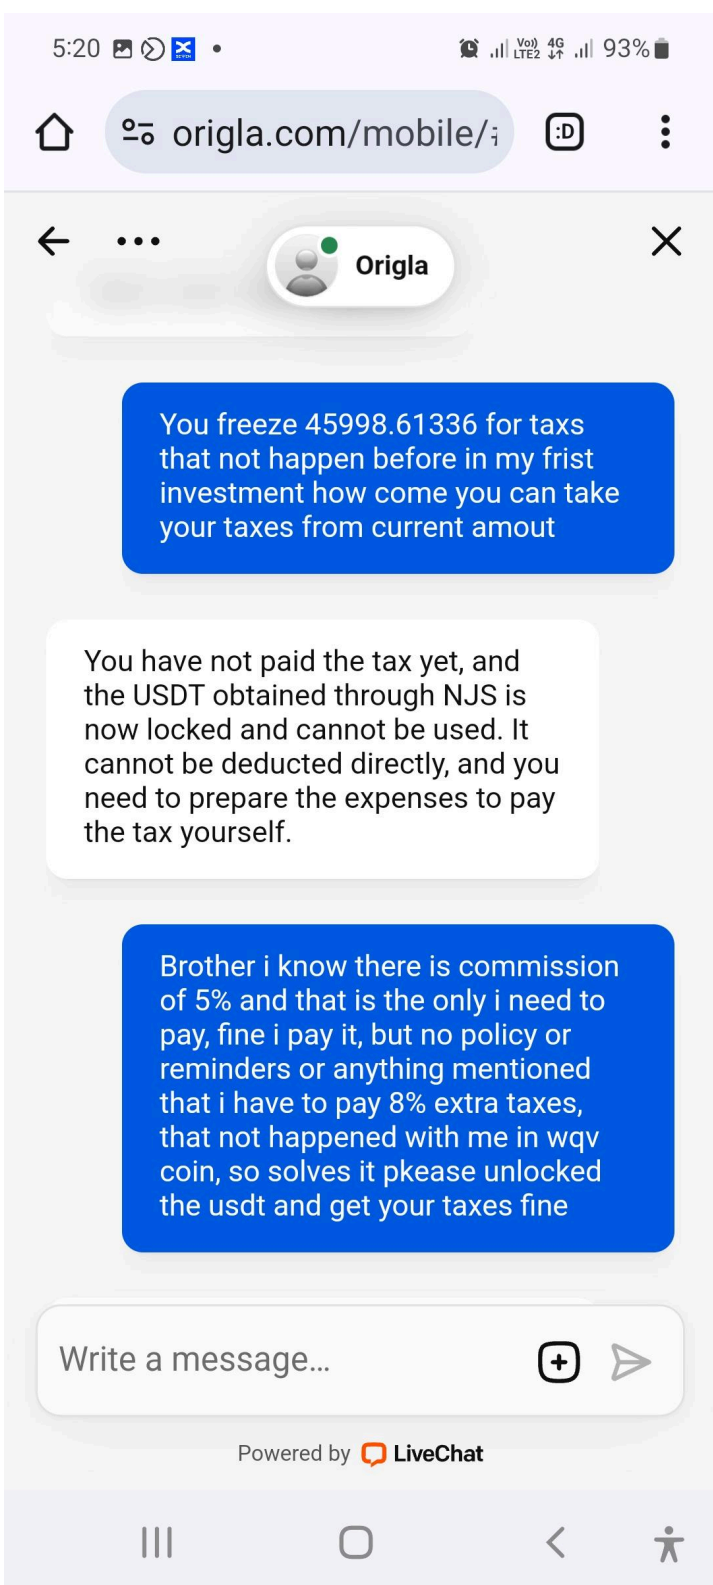 5:20
Vo)) 4G
LTE2 93%
origla.com/mobile/
:D
Origla
You freeze 45998.61336 for taxs
that not happen before in my frist
investment how come you can take
your taxes from current amout
You have not paid the tax yet, and
the USDT obtained through NJS is
now locked and cannot be used. It
cannot be deducted directly, and you
need to prepare the expenses to pay
the tax yourself.
Brother i know there is commission
of 5% and that is the only i need to
pay, fine i pay it, but no policy or
reminders or anything mentioned
that i have to pay 8% extra taxes,
that not happened with me in wqv
coin, so solves it pkease unlocked
the usdt and get your taxes fine
Write a message...
Powered by LiveChat